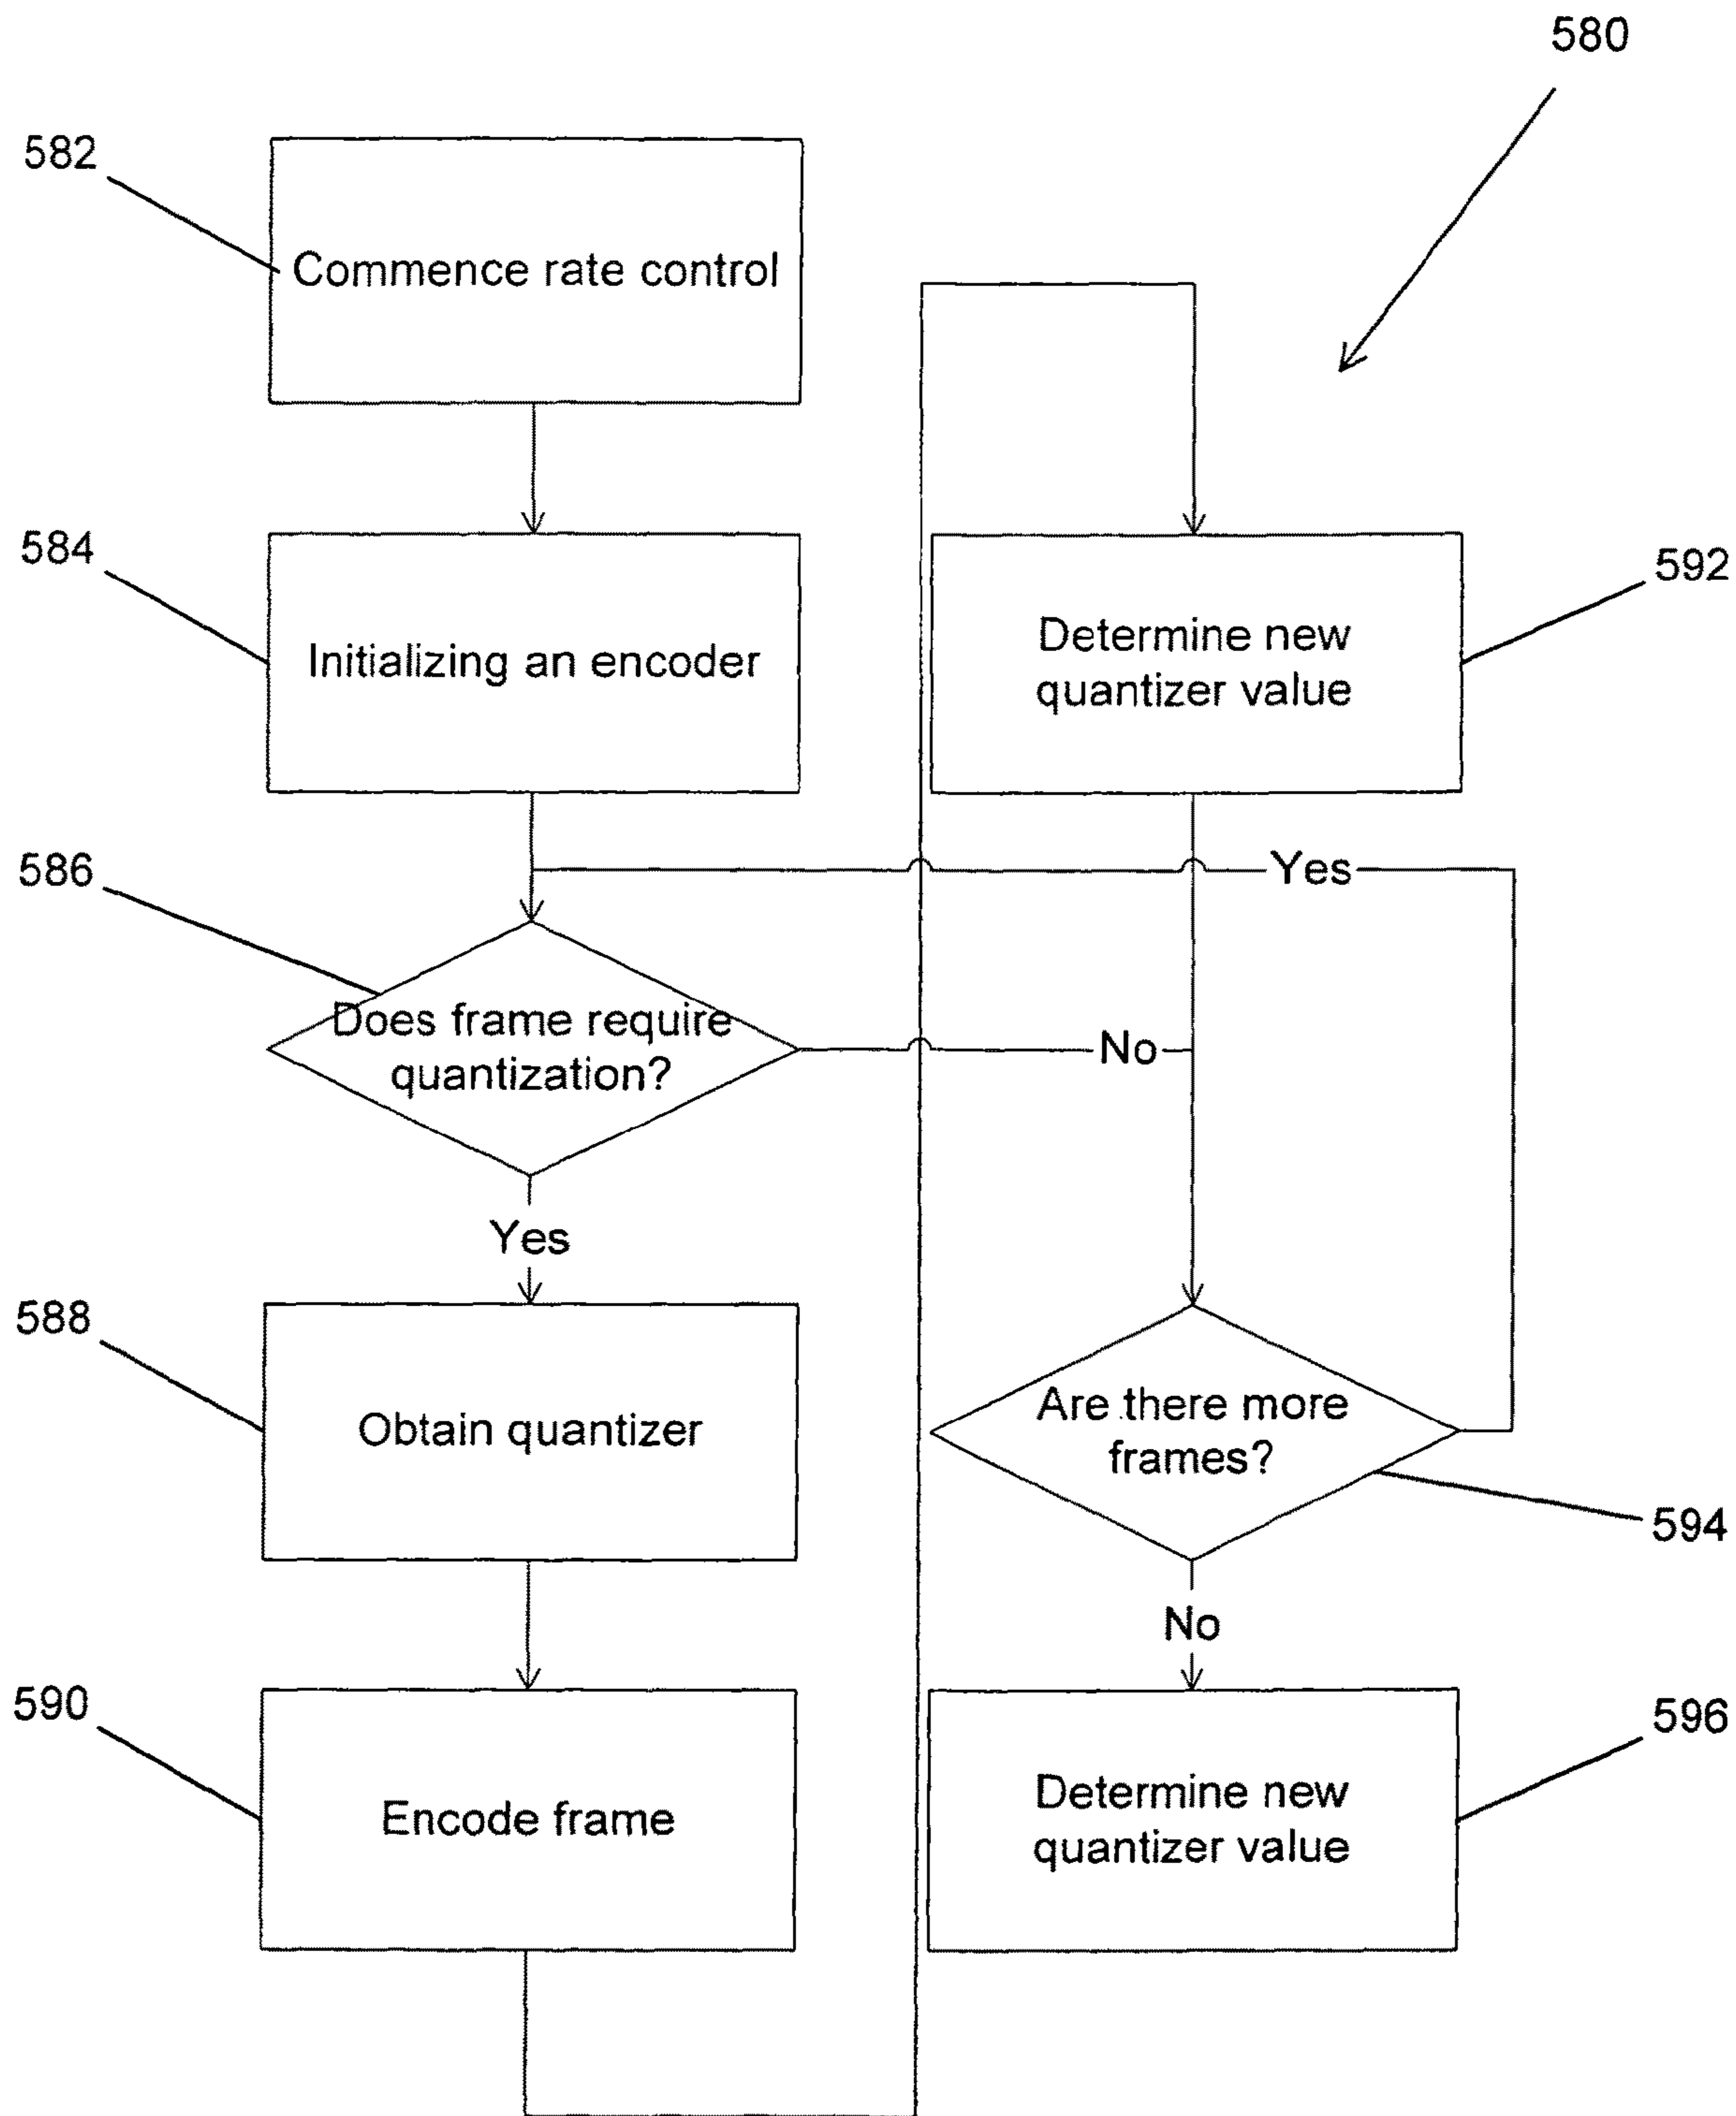 580
582
Commence rate control
584
Initializing an encoder
586
Does frame require
quantization?
No
Yes
588
Obtain quantizer
590
Encode frame
592
Determine new
quantizer value
Yes
Are there more
frames?
594
No
596
Determine new
quantizer value